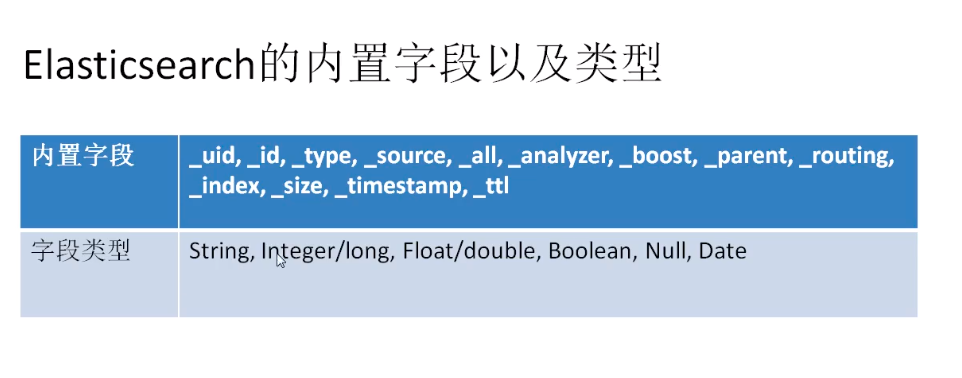 Elasticsearch的内置字段以及类型
内置字段
_uid, _id, _type, _source, _all, _analyzer, _boost, _parent, _routing,
_index, _size, _timestamp, _ttl
字段类型
String, Integer/long, Float/double, Boolean, Null, Date